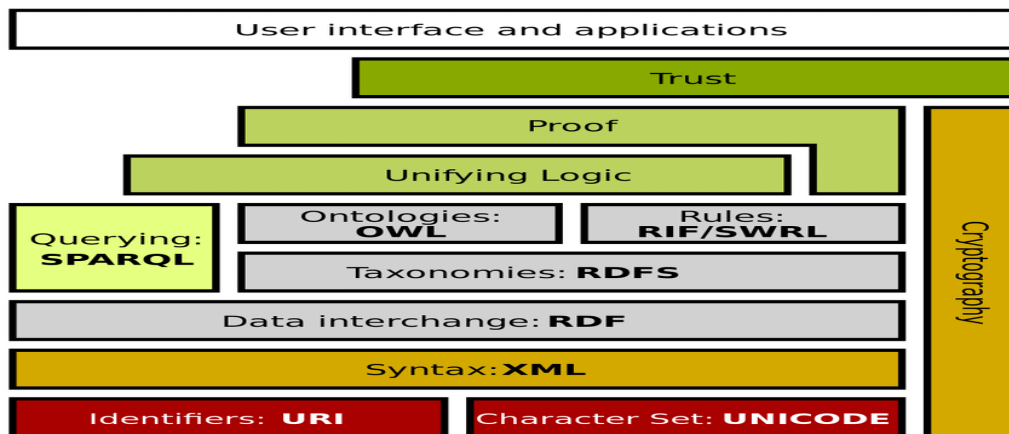 User interface and applications
Trust
Proof
Unifying Logic
Querying:
SPARQL
Ontologies:
OWL
Rules:
RIF/SWRL
Taxonomies: RDFS
Cryptography
Data interchange: RDF
Syntax: XML
Identifiers: URI
Character Set: UNICODE